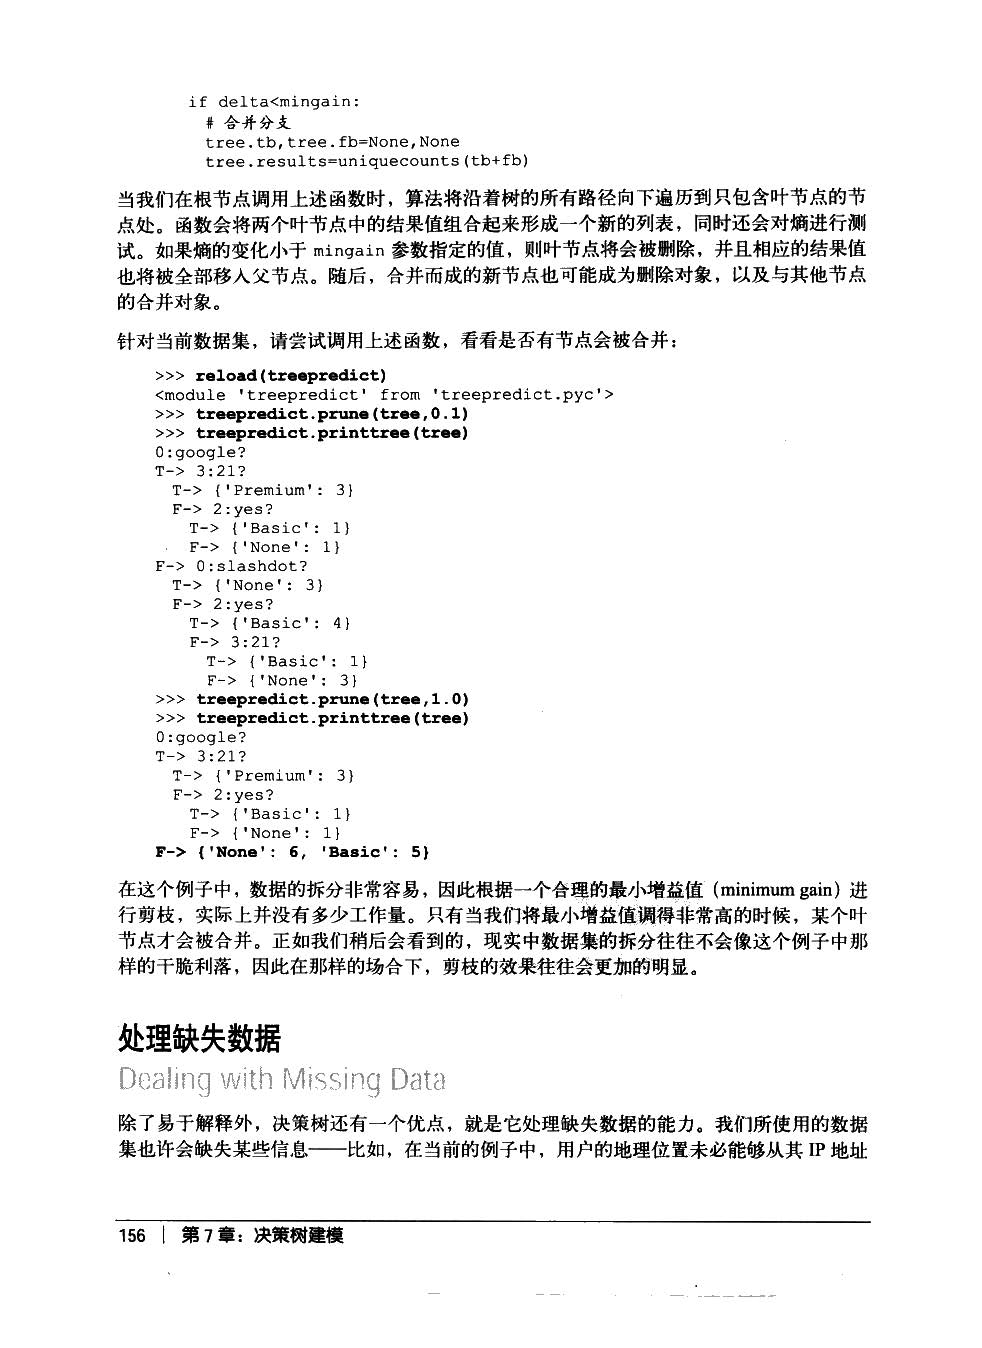 if delta<mingain:
# 合并分支
tree.tb,tree.fb=None,None
tree.results=uniquecounts(tb+fb)
当我们在根节点调用上述函数时，算法将沿着树的所有路径向下遍历到只包含叶节点的节
点处。函数会将两个叶节点中的结果值组合起来形成一个新的列表，同时还会对熵进行测
试。如果熵的变化小于 mingain 参数指定的值，则叶节点将会被删除，并且相应的结果值
也将被全部移入父节点。随后，合并而成的新节点也可能成为删除对象，以及与其他节点
的合并对象。
针对当前数据集，请尝试调用上述函数，看看是否有节点会被合并：
>>> reload(treepredict)
<module 'treepredict' from 'treepredict.pyc'>
>>> treepredict.prune(tree,0.1)
>>> treepredict.printtree(tree)
0:google?
T-> 3:21?
T-> {'Premium': 3}
F-> 2:yes?
T-> {'Basic': 1}
F-> {'None': 1}
F-> 0:slashdot?
T-> {'None': 3}
F-> 2:yes?
T-> {'Basic': 4}
F-> 3:21?
T-> {'Basic': 1}
F-> {'None': 3}
>>> treepredict.prune(tree,1.0)
>>> treepredict.printtree(tree)
0:google?
T-> 3:21?
T-> {'Premium': 3}
F-> 2:yes?
T-> {'Basic': 1}
F-> {'None': 1}
F-> {'None': 6, 'Basic': 5}
在这个例子中，数据的拆分非常容易，因此根据一个合理的最小增益值（minimum gain）进
行剪枝，实际上并没有多少工作量。只有当我们将最小增益值调得非常高的时候，某个叶
节点才会被合并。正如我们稍后会看到的，现实中数据集的拆分往往不会像这个例子中那
样的干脆利落，因此在那样的场合下，剪枝的效果往往会更加的明显。
处理缺失数据
Dealing with Missing Data
除了易于解释外，决策树还有一个优点，就是它处理缺失数据的能力。我们所使用的数据
集也许会缺失某些信息——比如，在当前的例子中，用户的地理位置未必能够从其 IP 地址
156 | 第 7 章：决策树建模